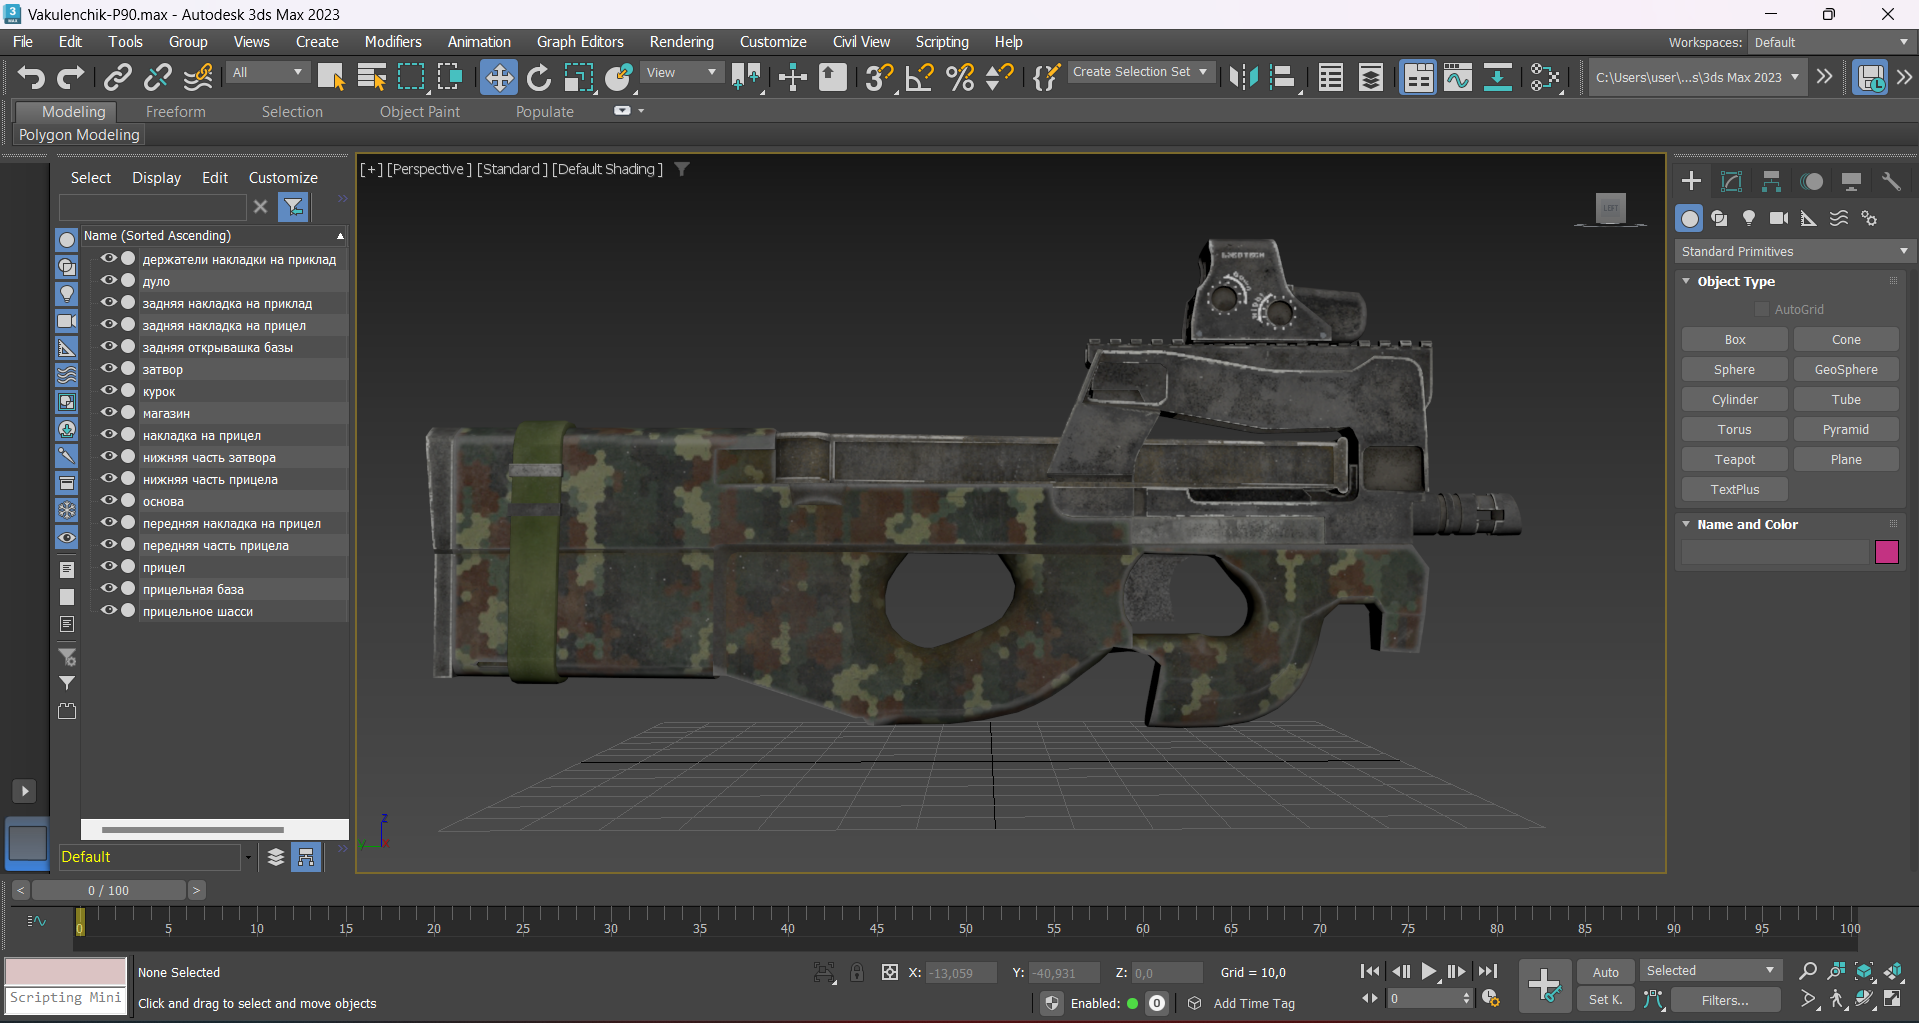 Vakulenchik-P90.max - Autodesk 3ds Max 2023
File Edit Tools Group Views Create Modifiers Animation Graph Editors Rendering Customize Civil View Scripting Help
Workspaces: Default
All
View
Create Selection Set
C:\Users\user\...s\3ds Max 2023
Modeling Freeform Selection Object Paint Populate
Polygon Modeling
Select Display Edit Customize
Name (Sorted Ascending)
держатели накладки на приклад
дуло
задняя накладка на приклад
задняя накладка на прицел
задняя открывашка базы
затвор
курок
магазин
накладка на прицел
нижняя часть затвора
нижняя часть прицела
основа
передняя накладка на прицел
передняя часть прицела
прицел
прицельная база
прицельное шасси
Default
[+] [Perspective ] [Standard ] [Default Shading ]
LEFT
z
Standard Primitives
Object Type
AutoGrid
Box Cone
Sphere GeoSphere
Cylinder Tube
Torus Pyramid
Teapot Plane
TextPlus
Name and Color
< 0 / 100 >
0 5 10 15 20 25 30 35 40 45 50 55 60 65 70 75 80 85 90 95 100
None Selected
X: -13,059 Y: -40,931 Z: 0,0 Grid = 10,0
Auto Selected
Scripting Mini
Click and drag to select and move objects
Enabled: 0 Add Time Tag
0
Set K. Filters...